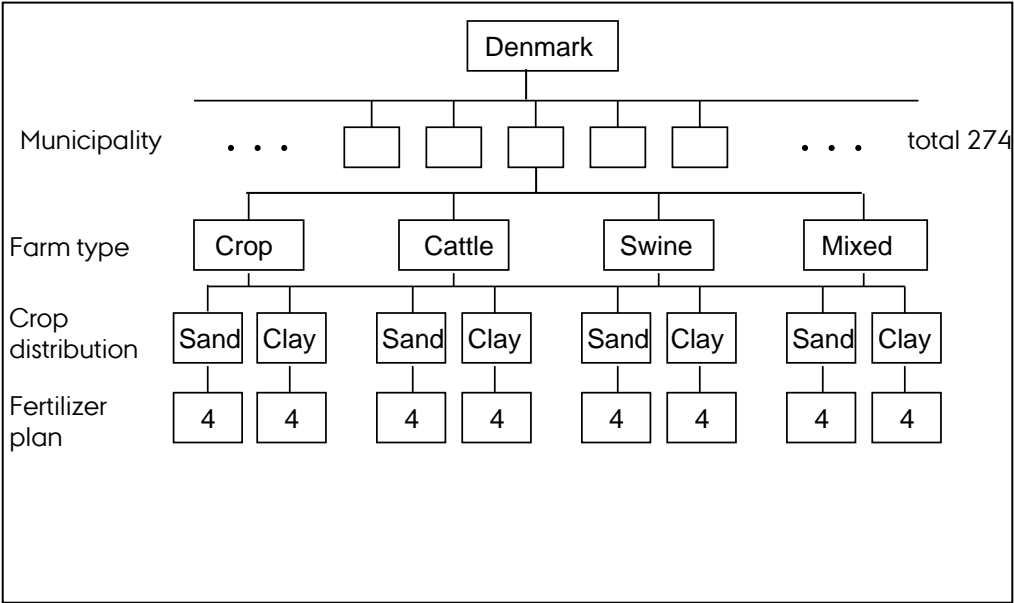 Denmark
Municipality . . . . . . total 274
Farm type Crop Cattle Swine Mixed
Crop
distribution Sand Clay Sand Clay Sand Clay Sand Clay
Fertilizer
plan 4 4 4 4 4 4 4 4